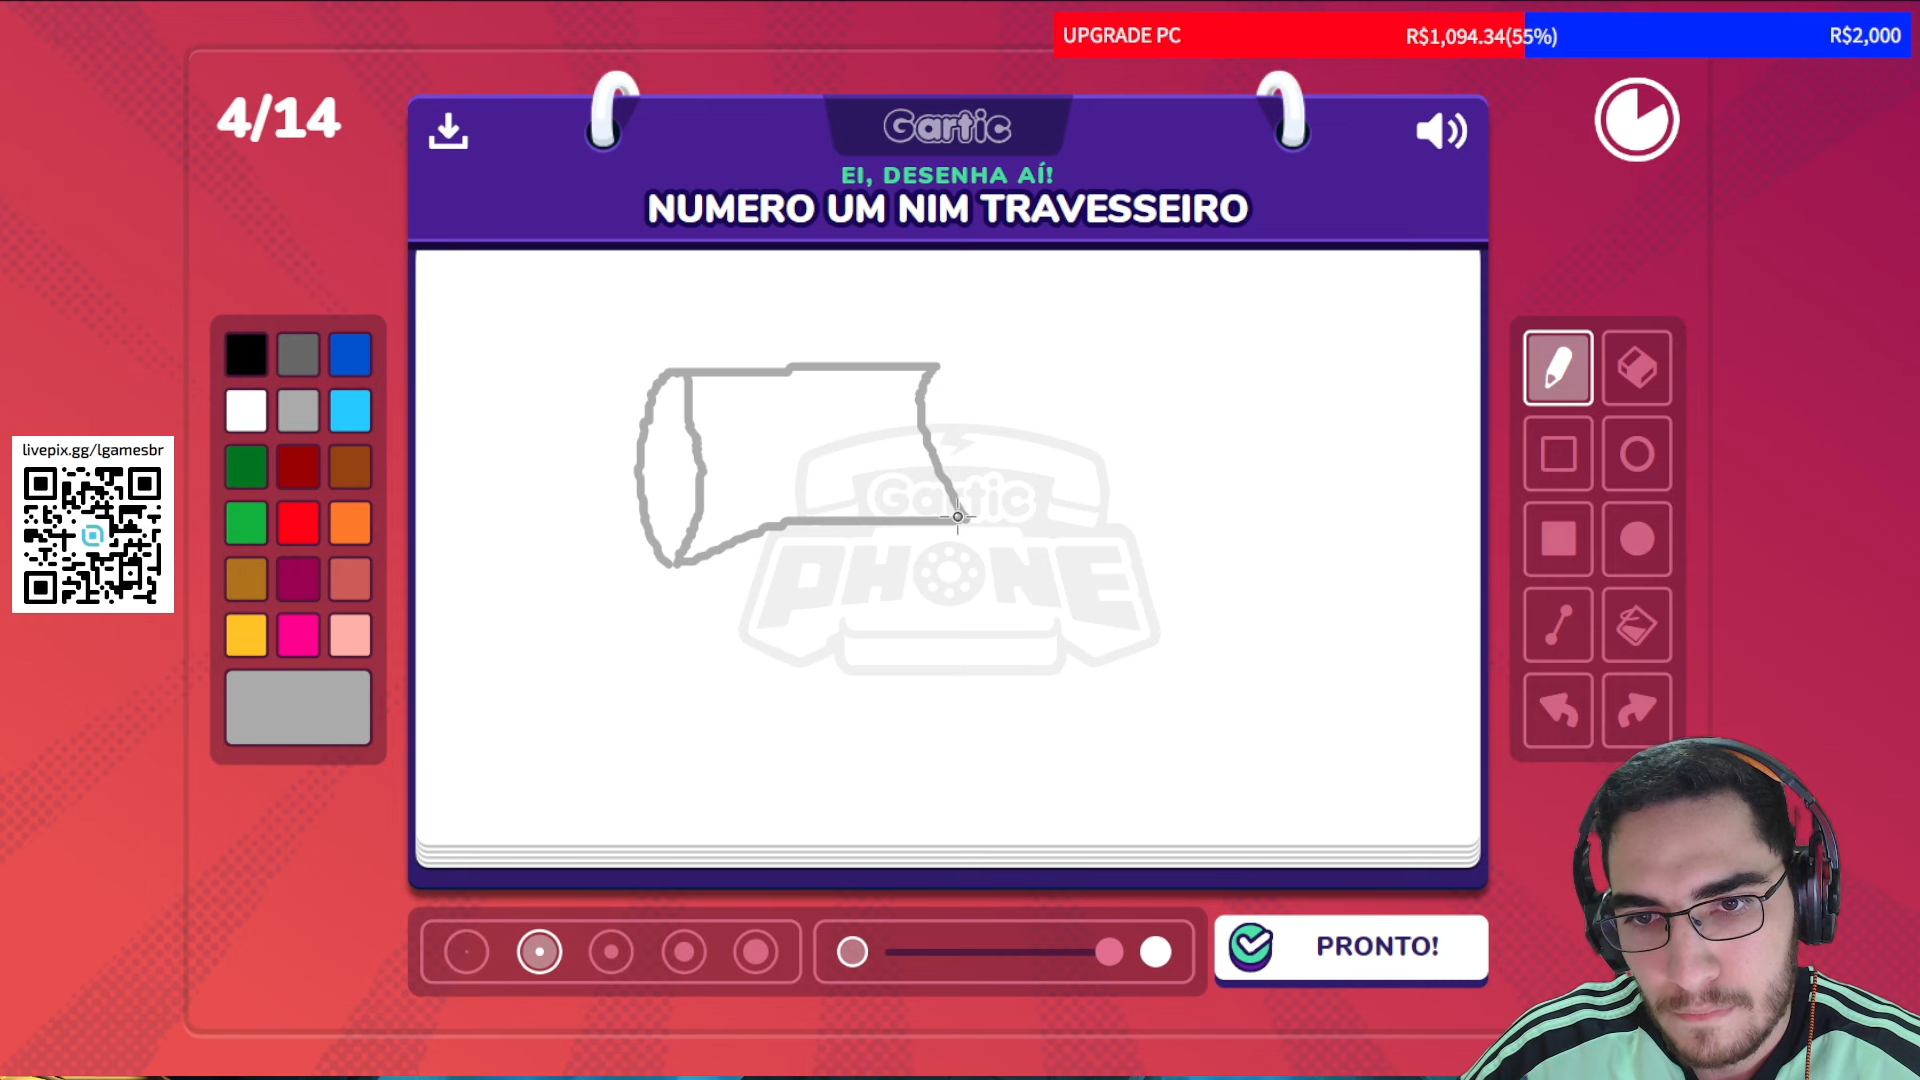 UPGRADE PC R$1,094.34(55%) R$2,000
4/14
Gartic
EI, DESENHA AÍ!
NUMERO UM NIM TRAVESSEIRO
livepix.gg/lgamesbr
Gartic
PHONE
PRONTO!